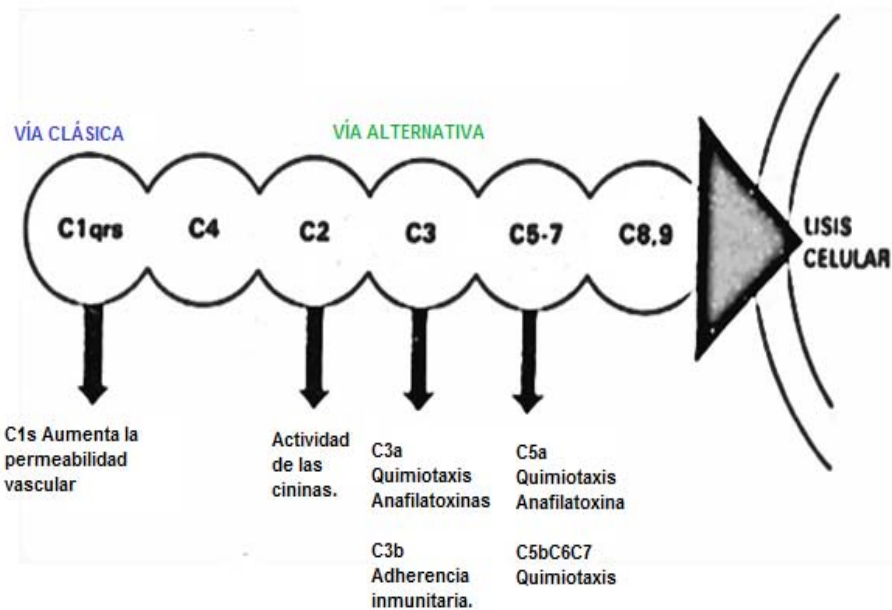 VÍA CLÁSICA
VÍA ALTERNATIVA
C1qrs
C4
C2
C3
C5-7
C8,9
LISIS
CELULAR
C1s Aumenta la
permeabilidad
vascular
Actividad
de las
cininas.
C3a
Quimiotaxis
Anafilatoxinas
C3b
Adherencia
inmunitaria.
C5a
Quimiotaxis
Anafilatoxina
C5bC6C7
Quimiotaxis